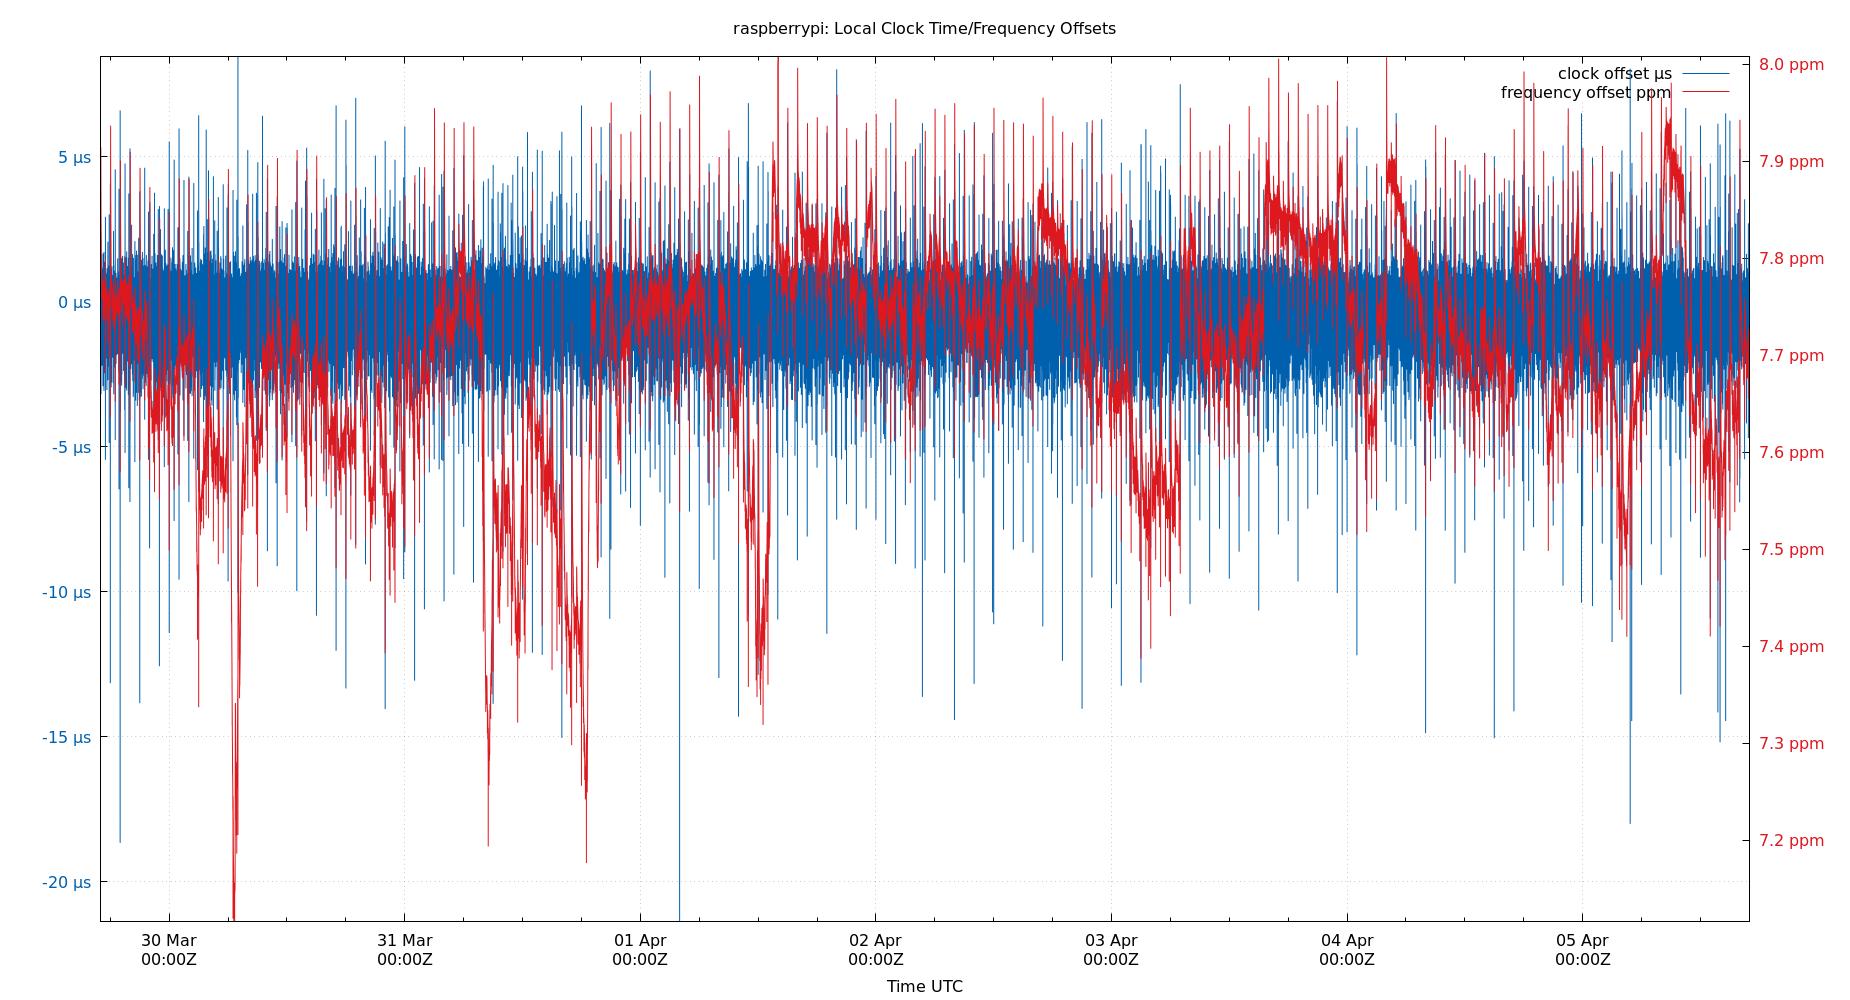 raspberrypi: Local Clock Time/Frequency Offsets
clock offset µs
frequency offset ppm
5 µs
0 µs
-5 µs
-10 µs
-15 µs
-20 µs
8.0 ppm
7.9 ppm
7.8 ppm
7.7 ppm
7.6 ppm
7.5 ppm
7.4 ppm
7.3 ppm
7.2 ppm
30 Mar 31 Mar 01 Apr 02 Apr 03 Apr 04 Apr 05 Apr
00:00Z 00:00Z 00:00Z 00:00Z 00:00Z 00:00Z 00:00Z
Time UTC